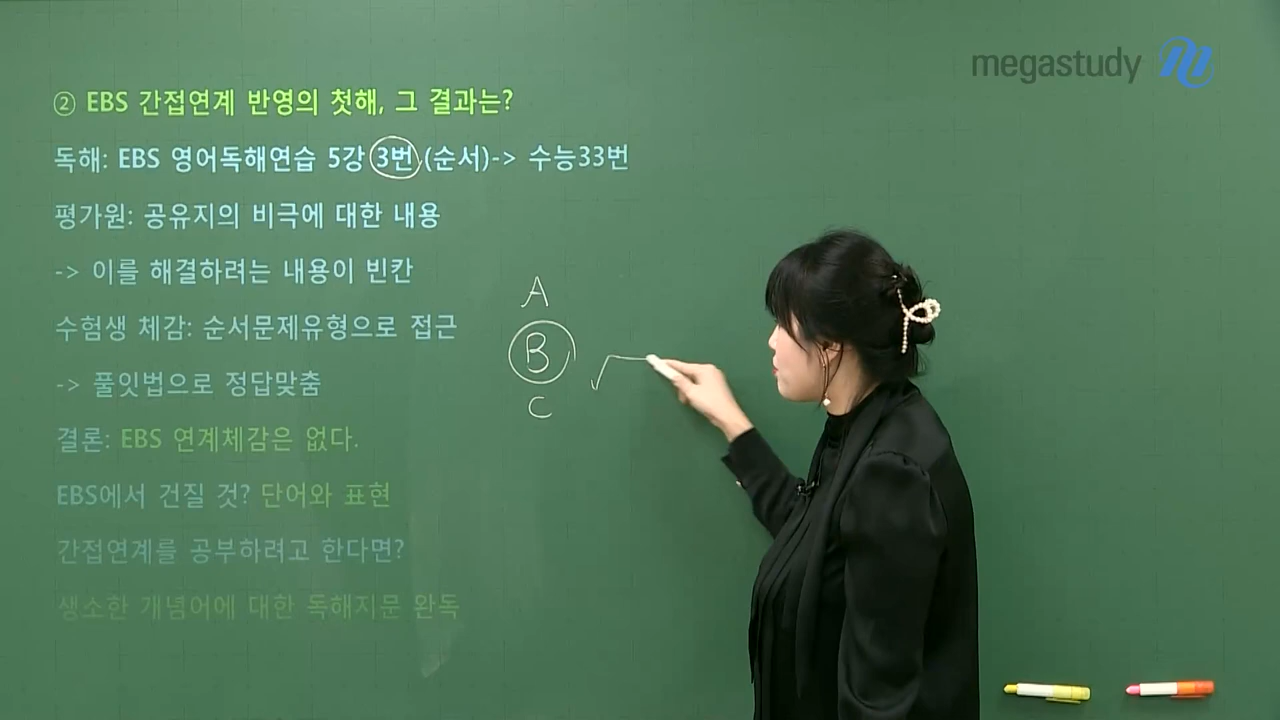 megastudy
② EBS 간접연계 반영의 첫해, 그 결과는?
독해: EBS 영어독해연습 5강 3번 (순서)-> 수능33번
평가원: 공유지의 비극에 대한 내용
-> 이를 해결하려는 내용이 빈칸
수험생 체감: 순서문제유형으로 접근
-> 풀잇법으로 정답맞춤
결론: EBS 연계체감은 없다.
EBS에서 건질 것? 단어와 표현
간접연계를 공부하려고 한다면?
생소한 개념어에 대한 독해지문 완독
A
B
C